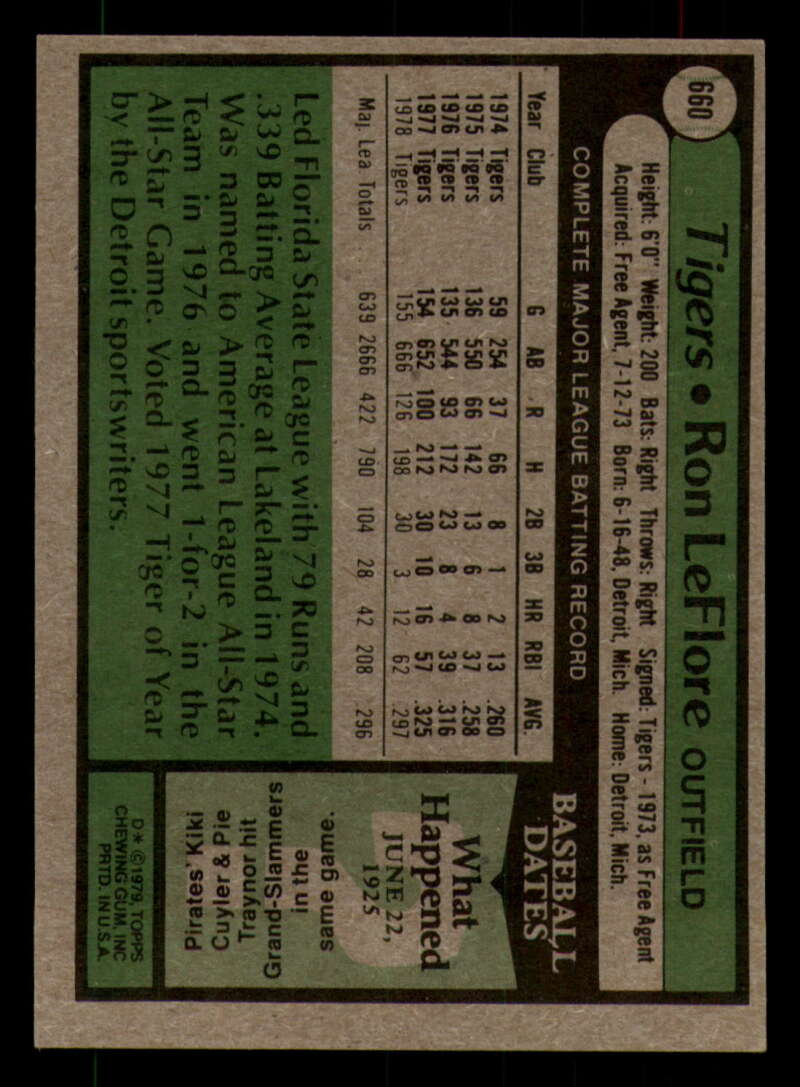 660
Tigers • Ron LeFlore OUTFIELD
Height: 6'0" Weight: 200 Bats: Right Throws: Right Signed: Tigers - 1973, as Free Agent
Acquired: Free Agent, 7-12-73 Born: 6-16-48, Detroit, Mich. Home: Detroit, Mich.
COMPLETE MAJOR LEAGUE BATTING RECORD
Year Club G AB R H 2B 3B HR RBI AVG.
1974 Tigers 59 254 37 66 8 1 2 13 .260
1975 Tigers 136 550 66 142 13 6 8 37 .258
1976 Tigers 135 544 93 172 23 8 4 39 .316
1977 Tigers 154 652 100 212 30 10 16 57 .325
1978 Tigers 155 666 126 198 30 3 12 62 .297
Maj. Lea Totals 639 2666 422 790 104 28 42 208 .296
Led Florida State League with 79 Runs and
.339 Batting Average at Lakeland in 1974.
Was named to American League All-Star
Team in 1976 and went 1-for-2 in the
All-Star Game. Voted 1977 Tiger of Year
by the Detroit sportswriters.
BASEBALL
DATES
What
Happened
JUNE 22,
1925
Pirates' Kiki
Cuyler & Pie
Traynor hit
Grand-Slammers
in the
same game.
D* © 1979, TOPPS
CHEWING GUM, INC
PRTD. IN U.S.A.